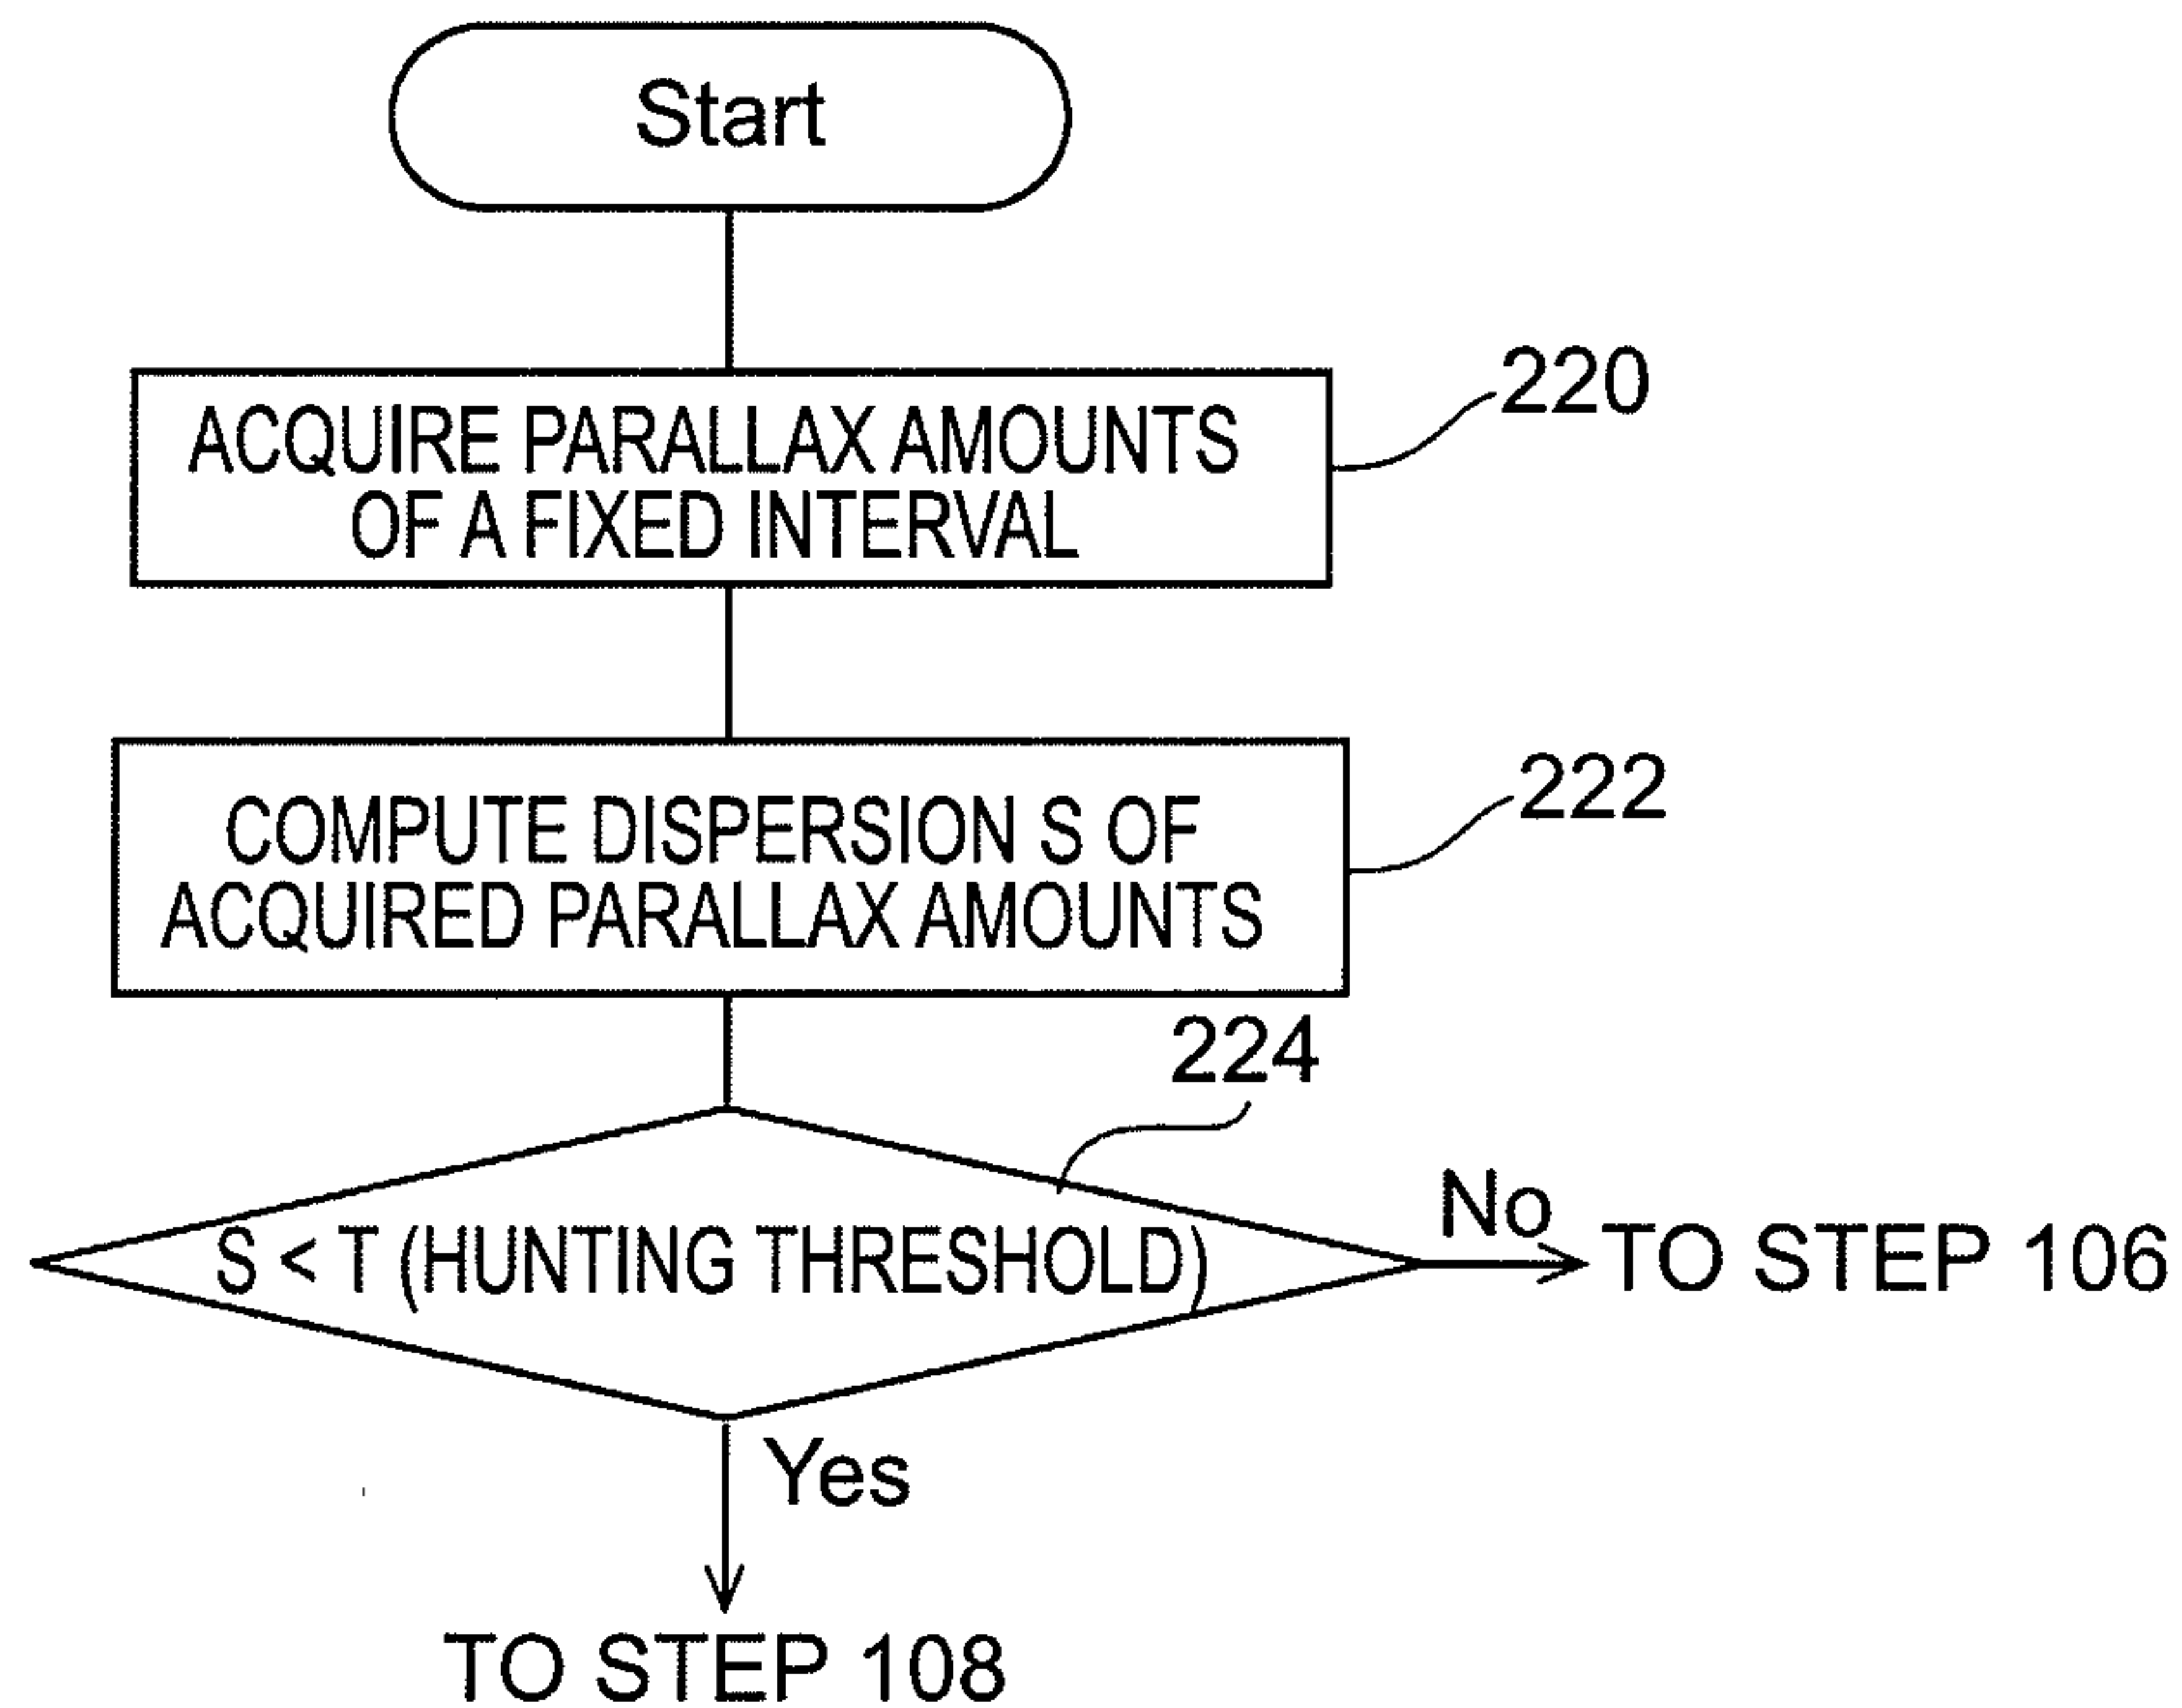 Start
ACQUIRE PARALLAX AMOUNTS
OF A FIXED INTERVAL
220
COMPUTE DISPERSION S OF
ACQUIRED PARALLAX AMOUNTS
222
224
S < T (HUNTING THRESHOLD)
No
TO STEP 106
Yes
TO STEP 108